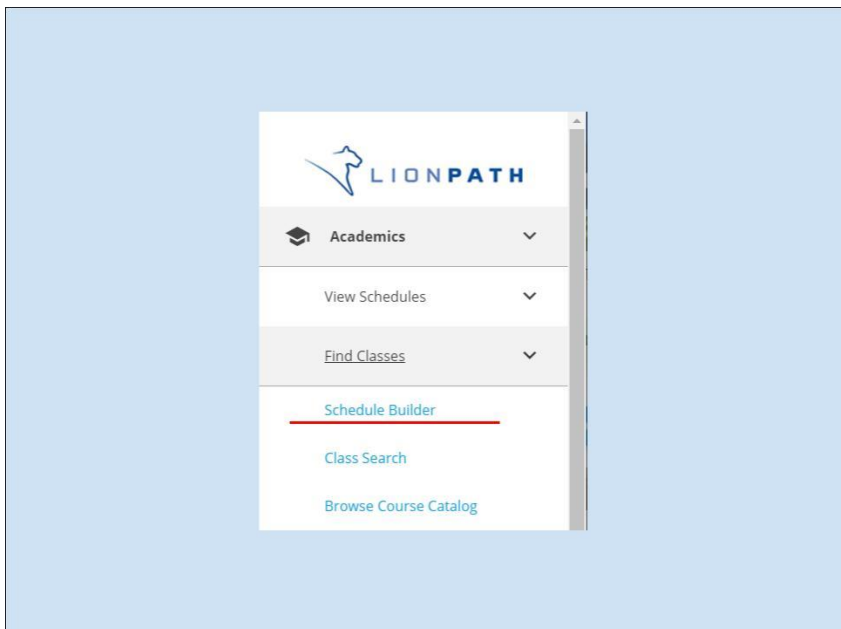 LIONPATH
Academics
View Schedules
Find Classes
Schedule Builder
Class Search
Browse Course Catalog